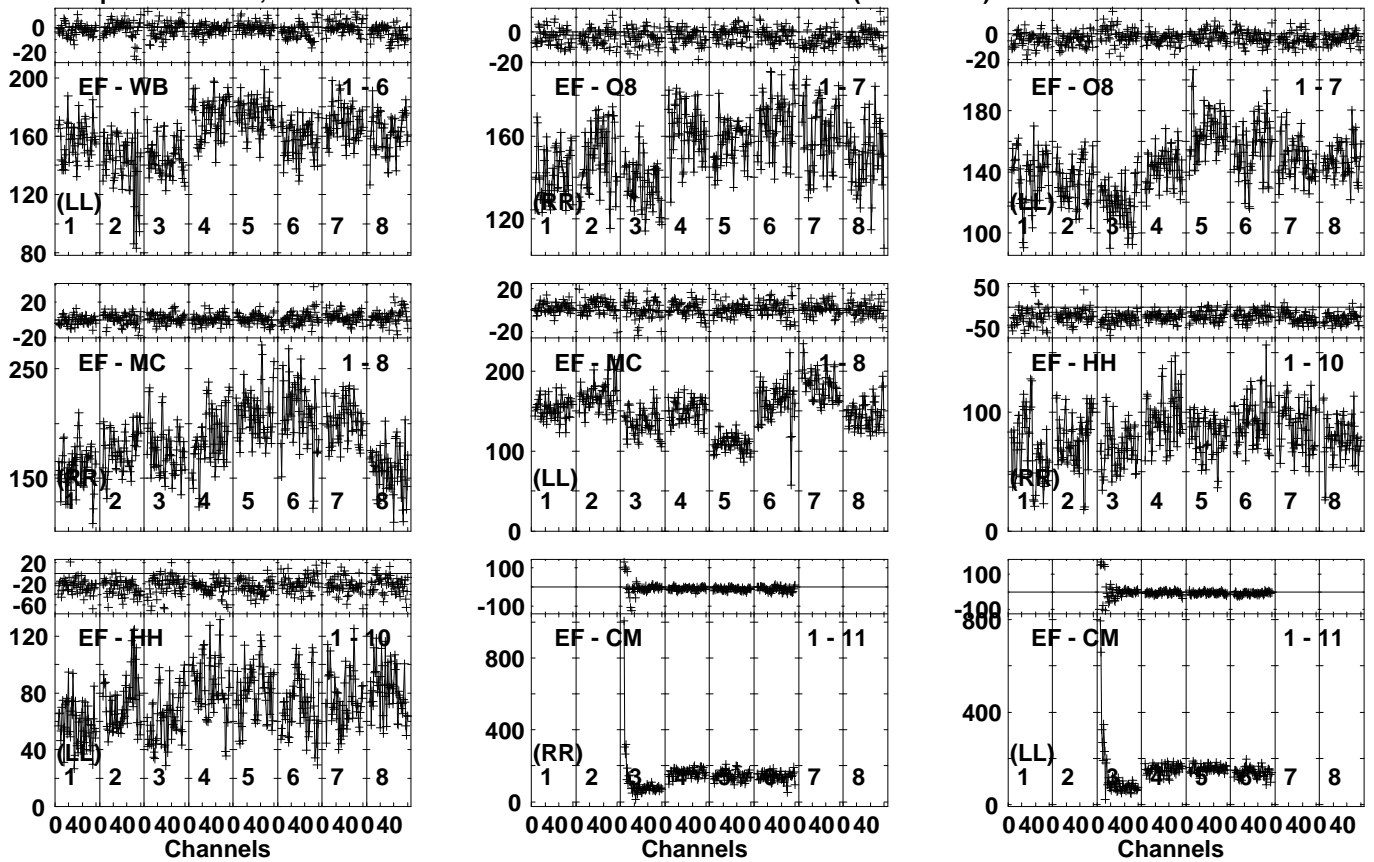 0 0 0
-20 -20 -20
200 160 120 80
EF - WB 1 - 6
(LL)
1 2 3 4 5 6 7 8
160 120
EF - O8 1 - 7
(RR)
1 2 3 4 5 6 7 8
180 140 100
EF - O8 1 - 7
(LL)
1 2 3 4 5 6 7 8
20 -20
250 150
EF - MC 1 - 8
(RR)
1 2 3 4 5 6 7 8
20 -20
200 100 0
EF - MC 1 - 8
(LL)
1 2 3 4 5 6 7 8
50 -50
100 0
EF - HH 1 - 10
(RR)
1 2 3 4 5 6 7 8
20 -20 -60
120 80 40 0
EF - HH 1 - 10
(LL)
1 2 3 4 5 6 7 8
100 -100
800 400 0
EF - CM 1 - 11
(RR)
1 2 3 4 5 6 7 8
100 -100
800 400 0
EF - CM 1 - 11
(LL)
1 2 3 4 5 6 7 8
0 40 0 40 0 40 0 40 0 40 0 40 0 40 0 40
Channels
0 40 0 40 0 40 0 40 0 40 0 40 0 40 0 40
Channels
0 40 0 40 0 40 0 40 0 40 0 40 0 40 0 40
Channels